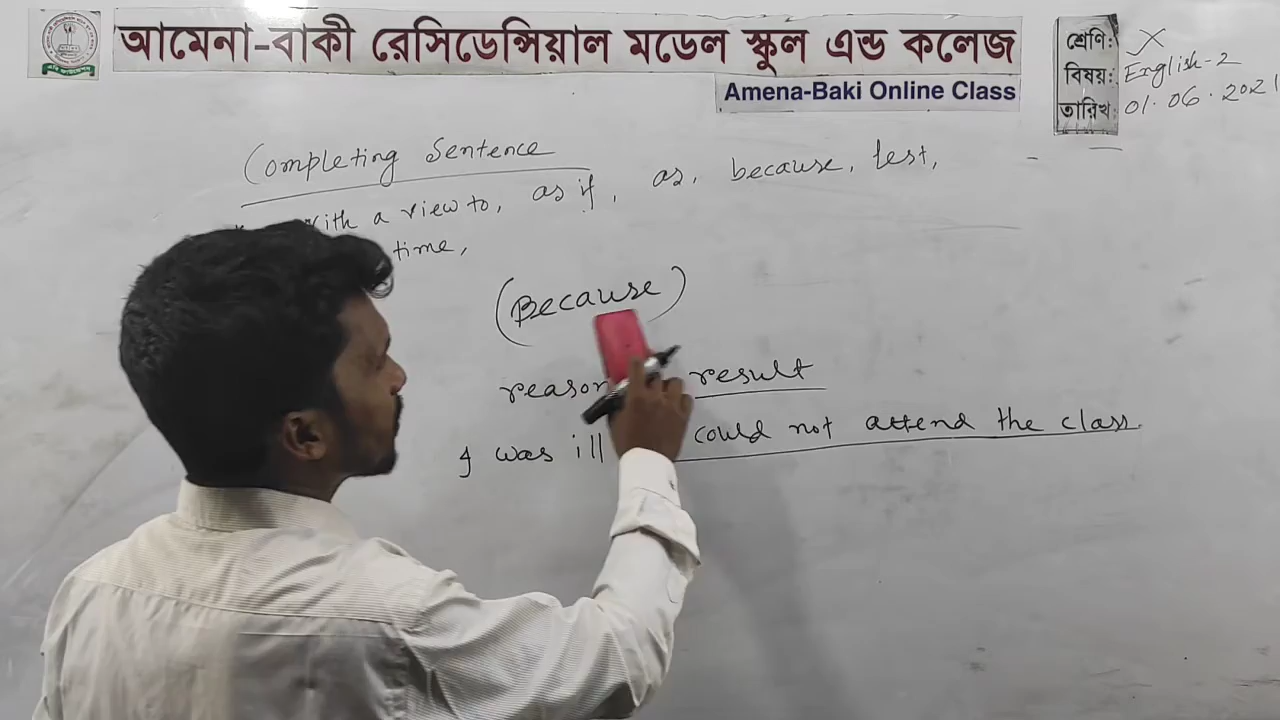 আমেনা-বাকী রেসিডেন্সিয়াল মডেল স্কুল এন্ড কলেজ
Amena-Baki Online Class
শ্রেণি: X
বিষয়: English-2
তারিখ: 01.06.2021
Completing Sentence
with a view to, as if, as, because, lest,
time,
(Because)
reason result
I was ill could not attend the class.